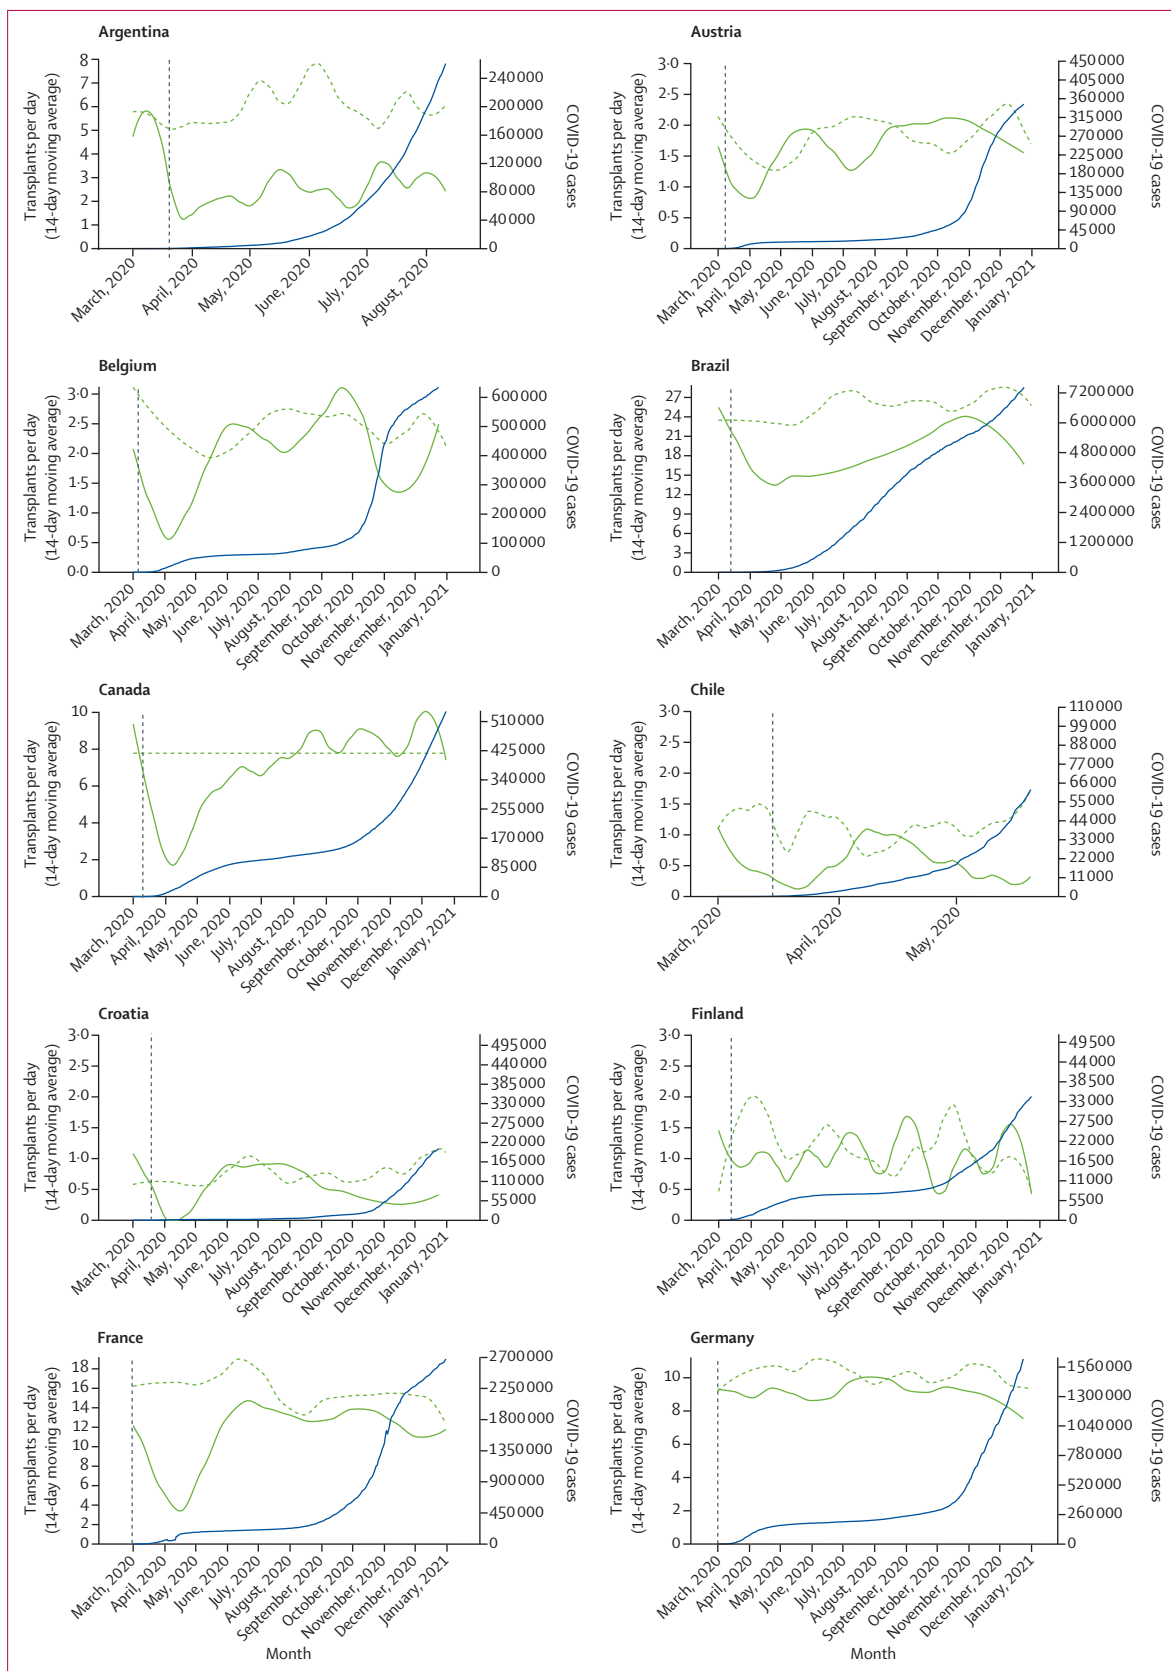 Argentina
Transplants per day
(14-day moving average)
8
7
6
5
4
3
2
1
0
240 000
200 000
160 000
120 000
80 000
40 000
0
COVID-19 cases
March, 2020
April, 2020
May, 2020
June, 2020
July, 2020
August, 2020
Austria
Transplants per day
(14-day moving average)
3·0
2·5
2·0
1·5
1·0
0·5
0
450 000
405 000
360 000
315 000
270 000
225 000
180 000
135 000
90 000
45 000
0
COVID-19 cases
March, 2020
April, 2020
May, 2020
June, 2020
July, 2020
August, 2020
September, 2020
October, 2020
November, 2020
December, 2020
January, 2021
Belgium
Transplants per day
(14-day moving average)
3·0
2·5
2·0
1·5
1·0
0·5
0·0
600 000
500 000
400 000
300 000
200 000
100 000
0
COVID-19 cases
March, 2020
April, 2020
May, 2020
June, 2020
July, 2020
August, 2020
September, 2020
October, 2020
November, 2020
December, 2020
January, 2021
Brazil
Transplants per day
(14-day moving average)
27
24
21
18
15
12
9
6
3
0
7 200 000
6 000 000
4 800 000
3 600 000
2 400 000
1 200 000
0
COVID-19 cases
March, 2020
April, 2020
May, 2020
June, 2020
July, 2020
August, 2020
September, 2020
October, 2020
November, 2020
December, 2020
January, 2021
Canada
Transplants per day
(14-day moving average)
10
8
6
4
2
0
510 000
425 000
340 000
255 000
170 000
85 000
0
COVID-19 cases
March, 2020
April, 2020
May, 2020
June, 2020
July, 2020
August, 2020
September, 2020
October, 2020
November, 2020
December, 2020
January, 2021
Chile
Transplants per day
(14-day moving average)
3·0
2·5
2·0
1·5
1·0
0·5
0
110 000
99 000
88 000
77 000
66 000
55 000
44 000
33 000
22 000
11 000
0
COVID-19 cases
March, 2020
April, 2020
May, 2020
Croatia
Transplants per day
(14-day moving average)
3·0
2·5
2·0
1·5
1·0
0·5
0
495 000
440 000
385 000
330 000
275 000
220 000
165 000
110 000
55 000
0
COVID-19 cases
March, 2020
April, 2020
May, 2020
June, 2020
July, 2020
August, 2020
September, 2020
October, 2020
November, 2020
December, 2020
January, 2021
Finland
Transplants per day
(14-day moving average)
3·0
2·5
2·0
1·5
1·0
0·5
0
49 500
44 000
38 500
33 000
27 500
22 000
16 500
11 000
5500
0
COVID-19 cases
March, 2020
April, 2020
May, 2020
June, 2020
July, 2020
August, 2020
September, 2020
October, 2020
November, 2020
December, 2020
January, 2021
France
Transplants per day
(14-day moving average)
18
16
14
12
10
8
6
4
2
0
2 700 000
2 250 000
1 800 000
1 350 000
900 000
450 000
0
COVID-19 cases
March, 2020
April, 2020
May, 2020
June, 2020
July, 2020
August, 2020
September, 2020
October, 2020
November, 2020
December, 2020
January, 2021
Month
Germany
Transplants per day
(14-day moving average)
10
8
6
4
2
0
1 560 000
1 300 000
1 040 000
780 000
520 000
260 000
0
COVID-19 cases
March, 2020
April, 2020
May, 2020
June, 2020
July, 2020
August, 2020
September, 2020
October, 2020
November, 2020
December, 2020
January, 2021
Month